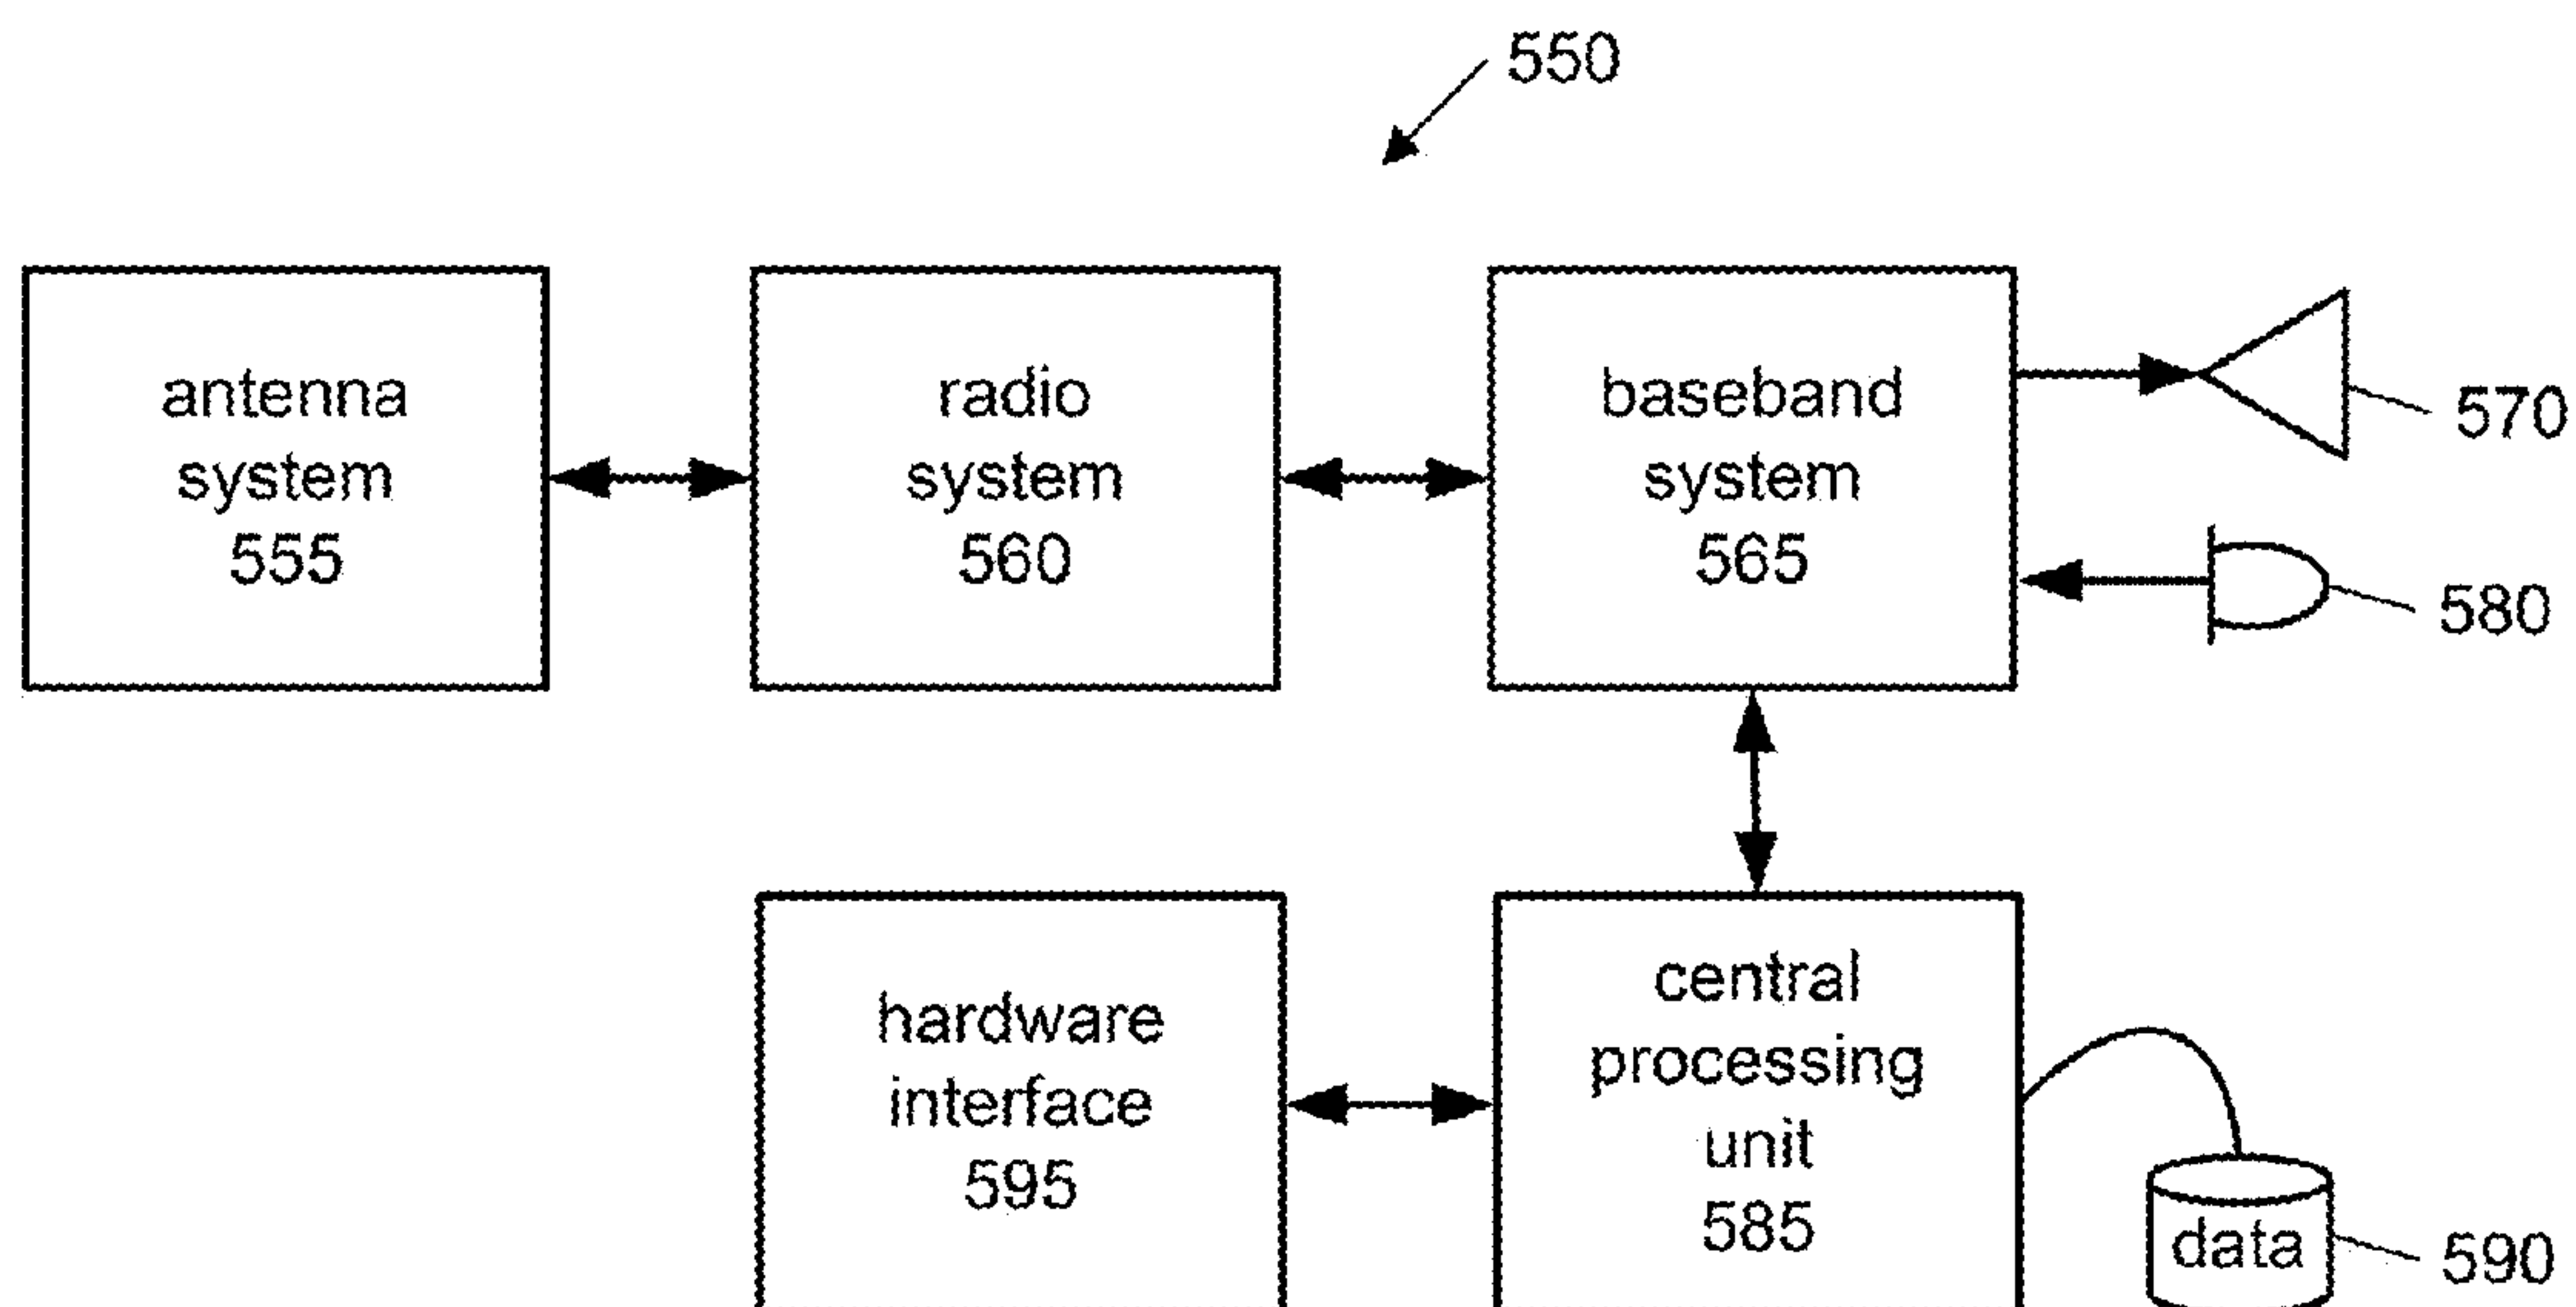 550
antenna
system
555
radio
system
560
baseband
system
565
570
580
hardware
interface
595
central
processing
unit
585
data
590